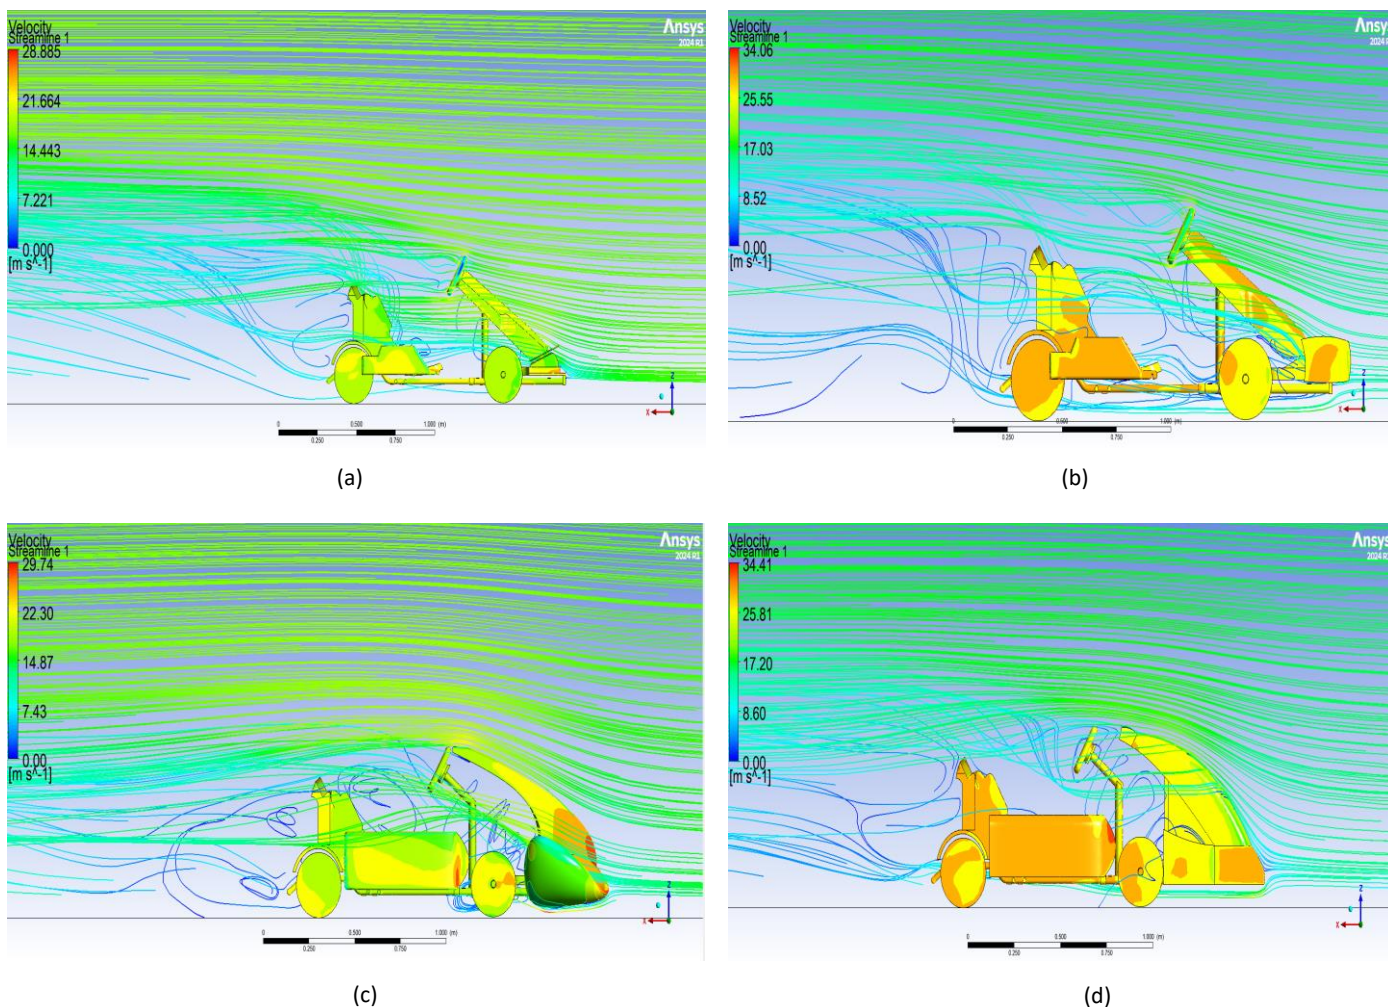 Velocity
Streamline 1
28.885
21.664
14.443
7.221
0.000
[m s^-1]
Ansys
2024 R1
Z
X
0
0.500
1.000
(m)
0.250
0.750
(a)
Velocity
Streamline 1
34.06
25.55
17.03
8.52
0.00
[m s^-1]
Ansys
2024 R1
Z
X
0
0.500
1.000
(m)
0.250
0.750
(b)
Velocity
Streamline 1
29.74
22.30
14.87
7.43
0.00
[m s^-1]
Ansys
2024 R1
Z
X
0
0.500
1.000
(m)
0.250
0.750
(c)
Velocity
Streamline 1
34.41
25.81
17.20
8.60
0.00
[m s^-1]
Ansys
2024 R1
Z
X
0
0.500
1.000
(m)
0.250
0.750
(d)